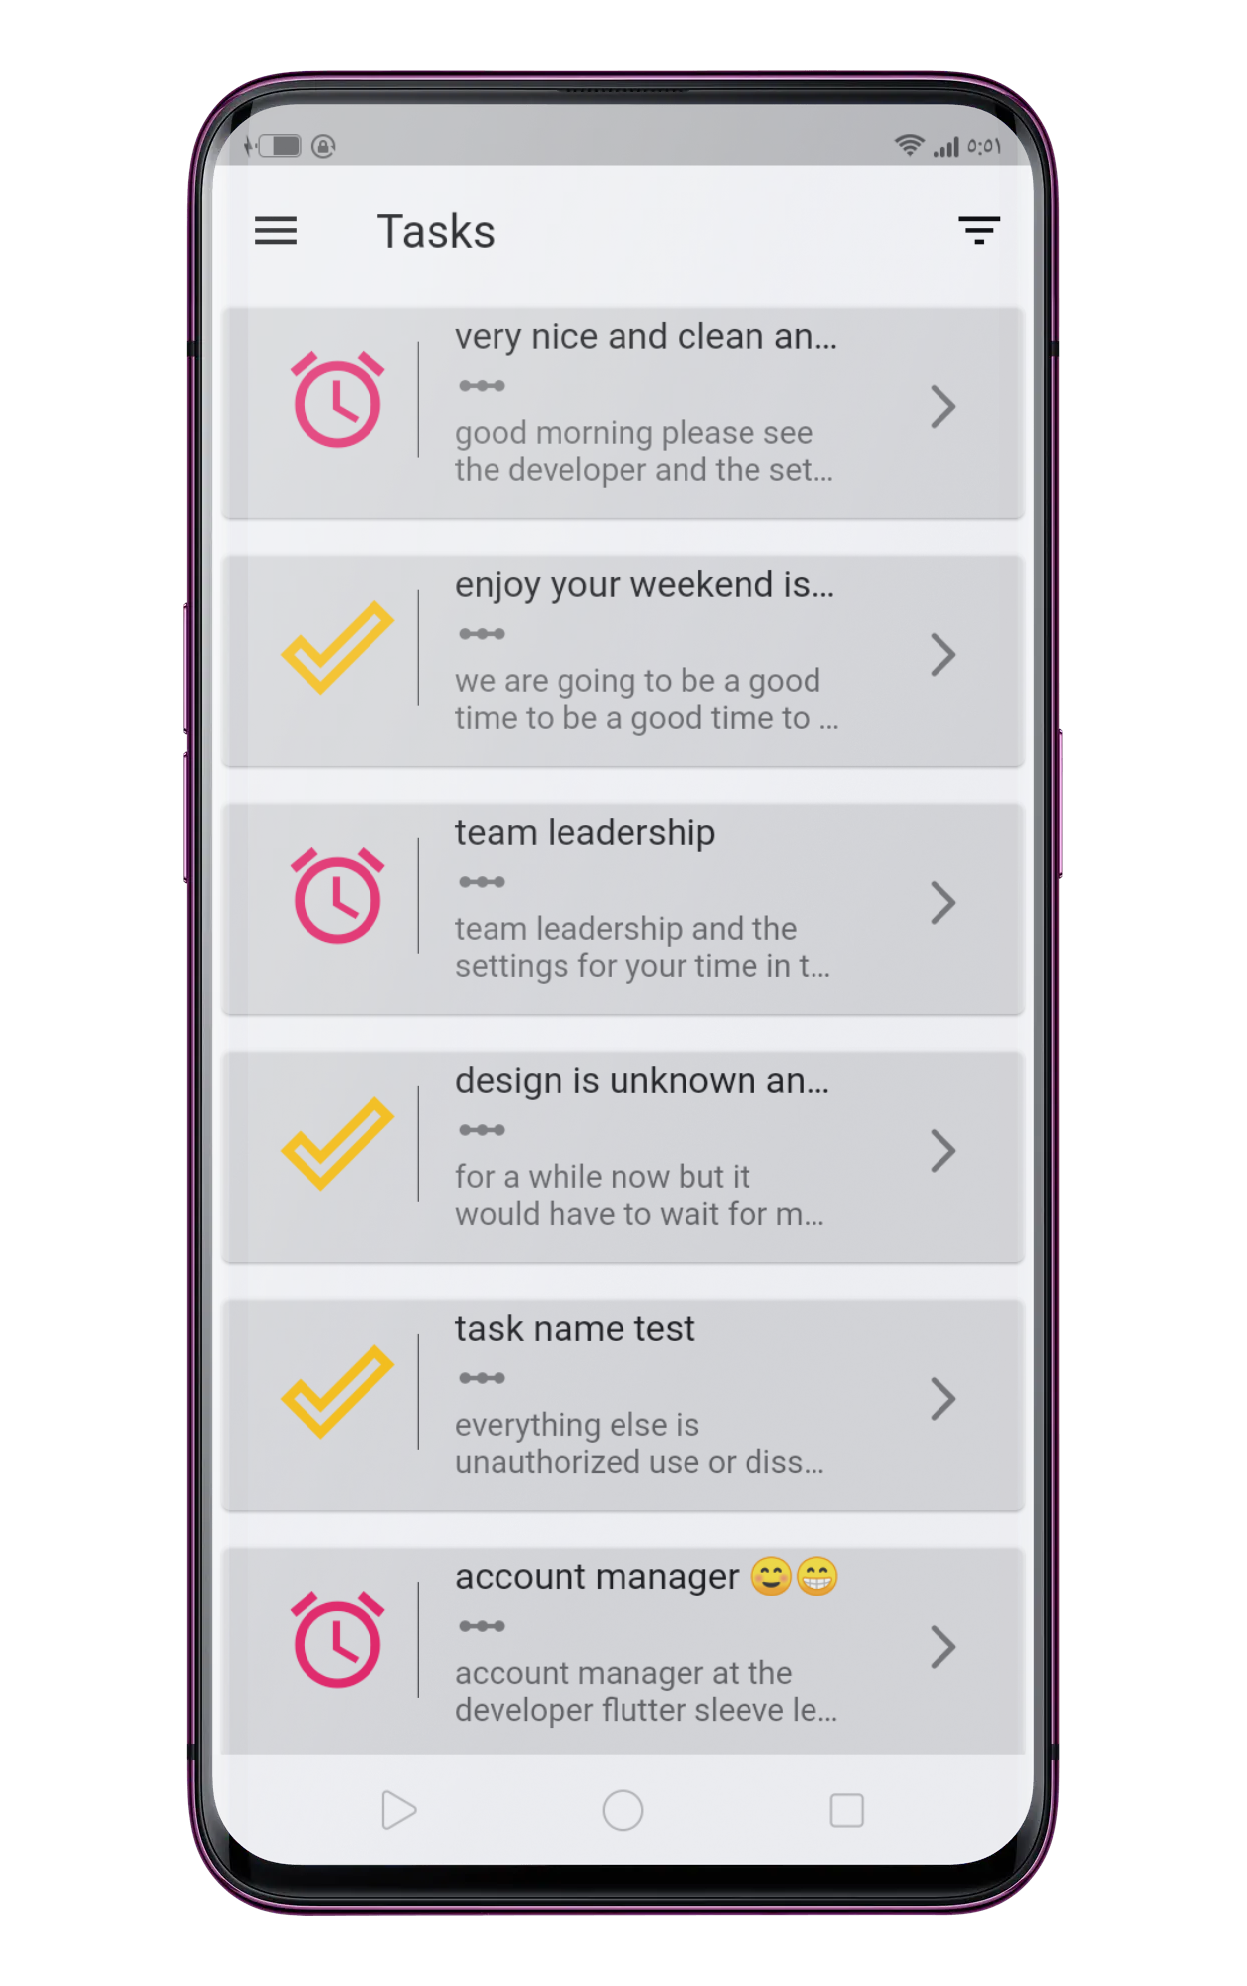 ٥:٥١
Tasks
very nice and clean an...
good morning please see
the developer and the set...
enjoy your weekend is...
we are going to be a good
time to be a good time to ...
team leadership
team leadership and the
settings for your time in t...
design is unknown an...
for a while now but it
would have to wait for m...
task name test
everything else is
unauthorized use or diss...
account manager 😊😁
account manager at the
developer flutter sleeve le...